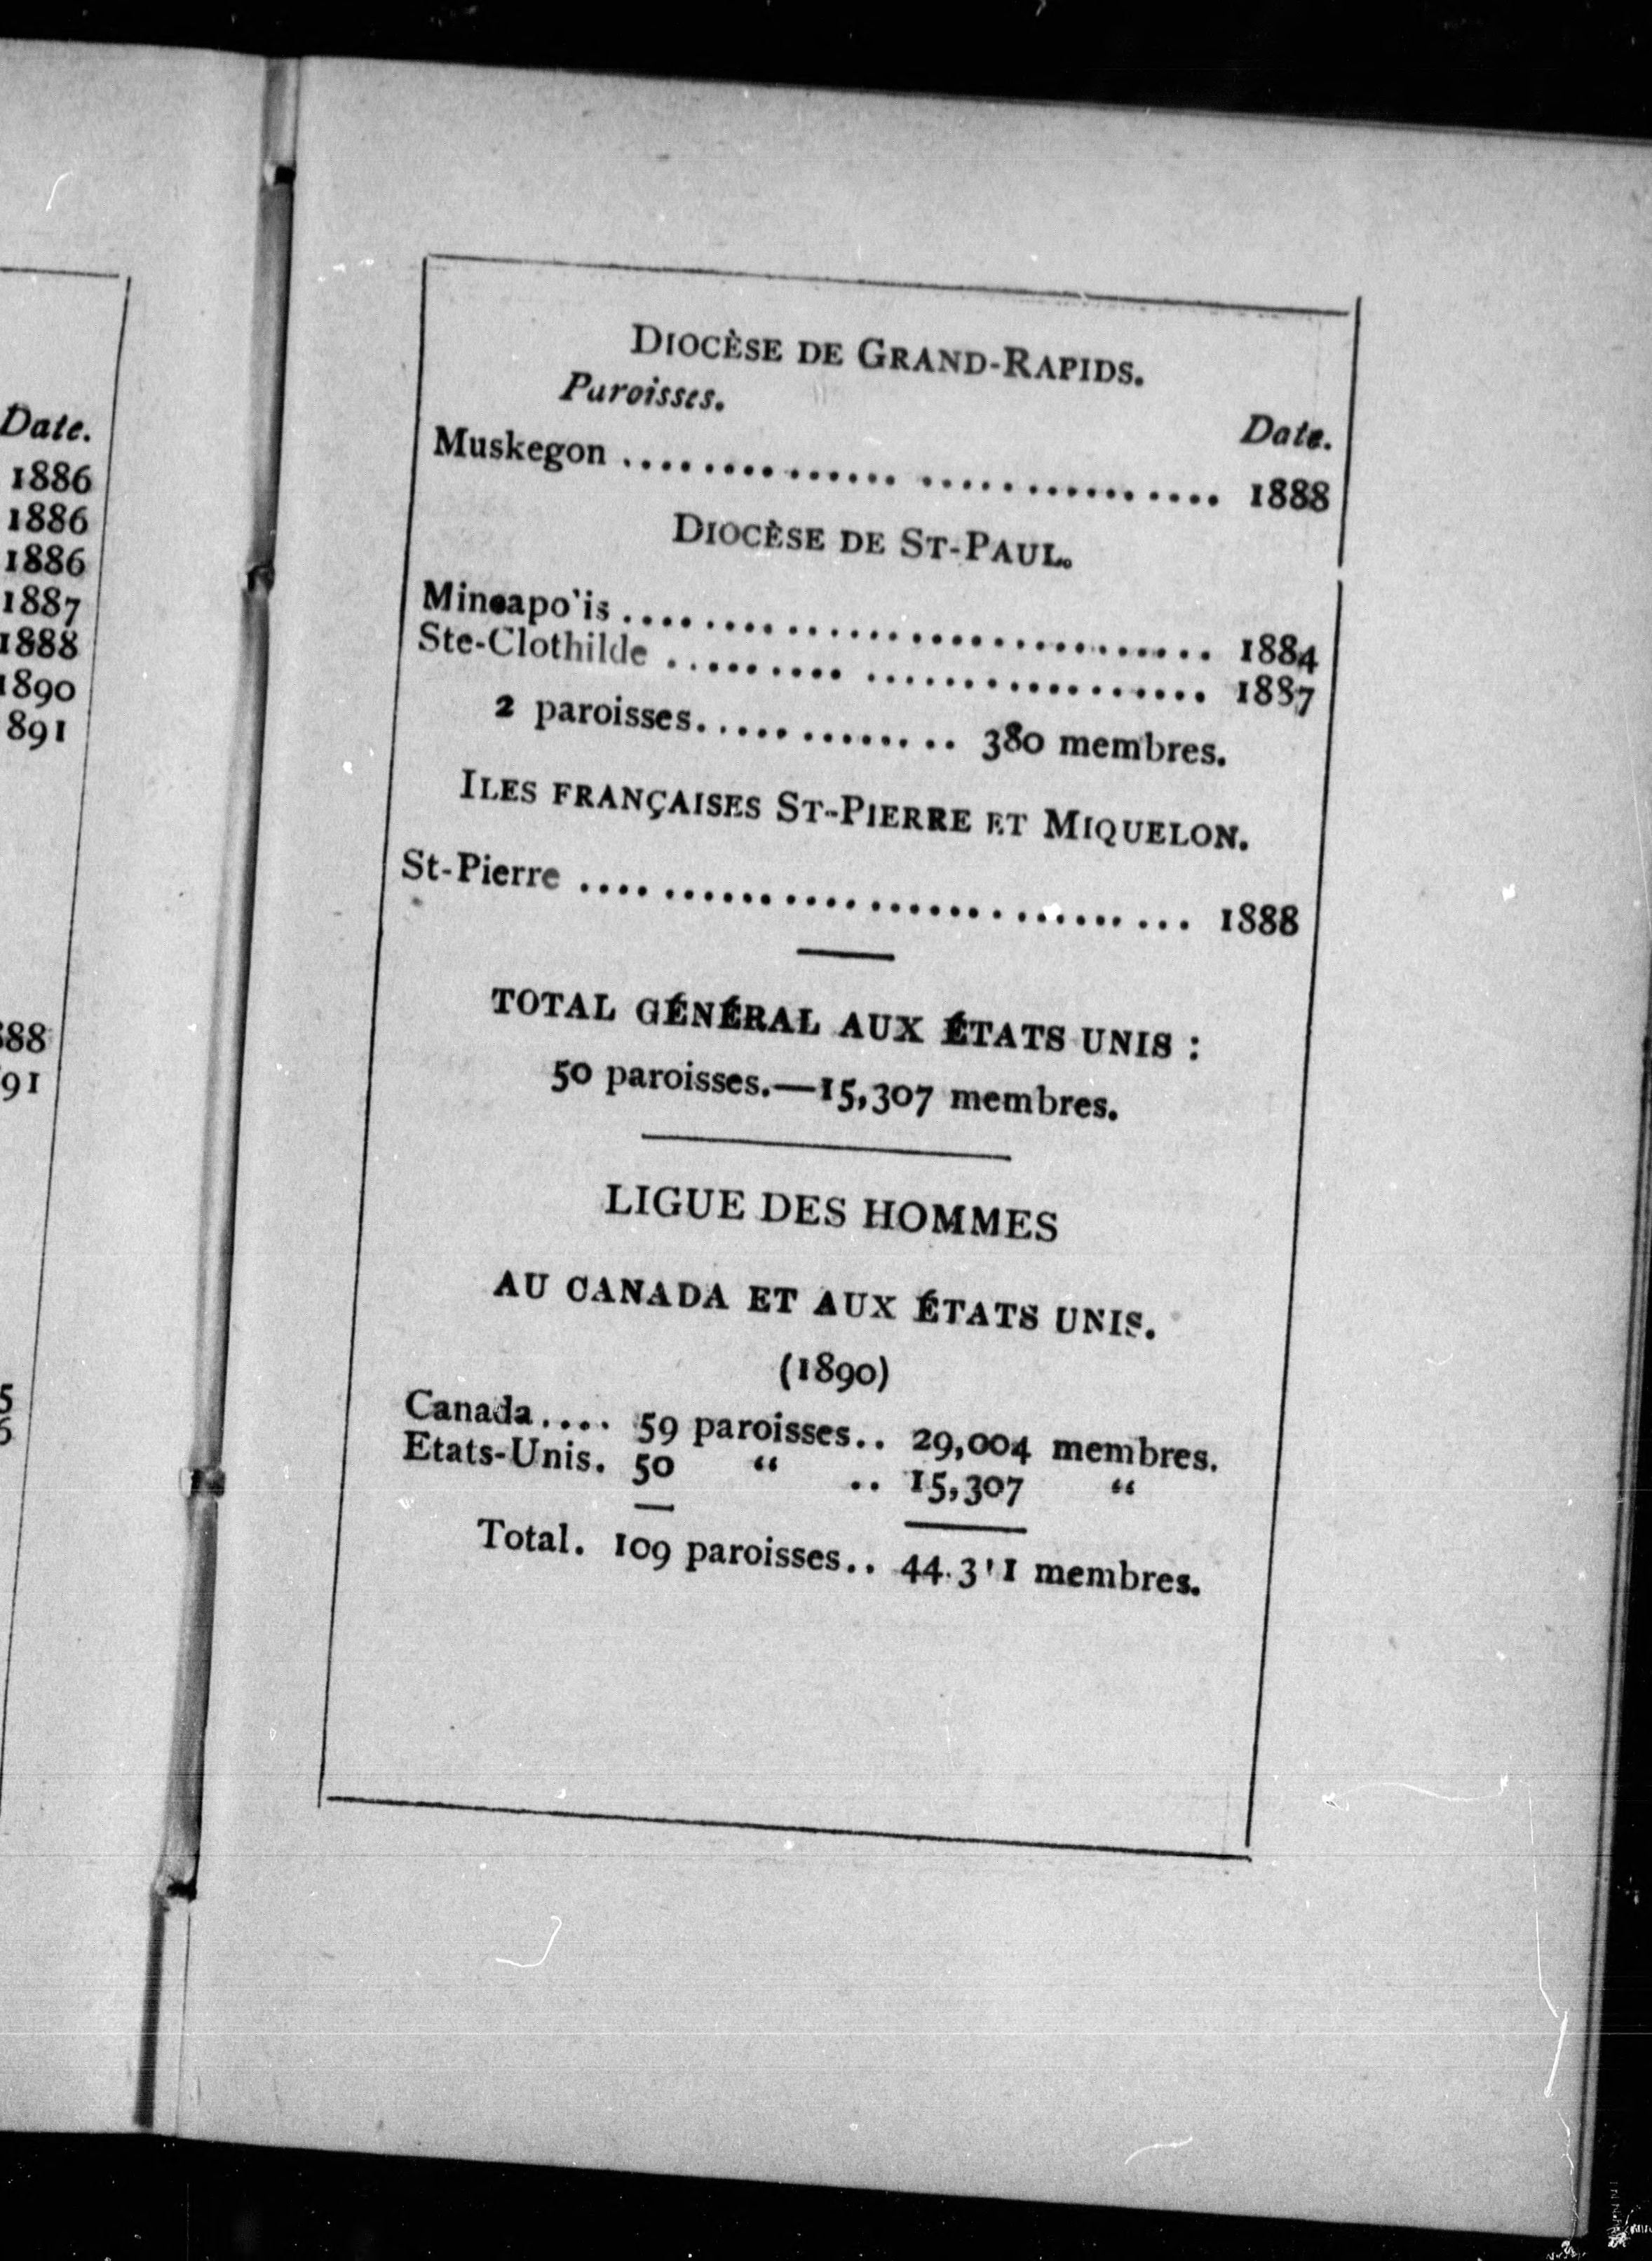 Date.
1886
1886
1886
1887
1888
1890
891
88
91
5
DIOCÈSE DE GRAND-RAPIDS.
Paroisses.
Date.
Muskegon .............. ............... 1888
DIOCÈSE DE ST-PAUL.
Mineapo'is .............................. 1884
Ste-Clothilde ......... ................. 1887
2 paroisses............. 380 membres.
ILES FRANÇAISES ST-PIERRE ET MIQUELON.
St-Pierre .............................. 1888
TOTAL GÉNÉRAL AUX ÉTATS UNIS :
50 paroisses.—15,307 membres.
LIGUE DES HOMMES
AU CANADA ET AUX ÉTATS UNIS.
(1890)
Canada.... 59 paroisses.. 29,004 membres.
Etats-Unis. 50 “ .. 15,307 “
Total. 109 paroisses.. 44.3'1 membres.